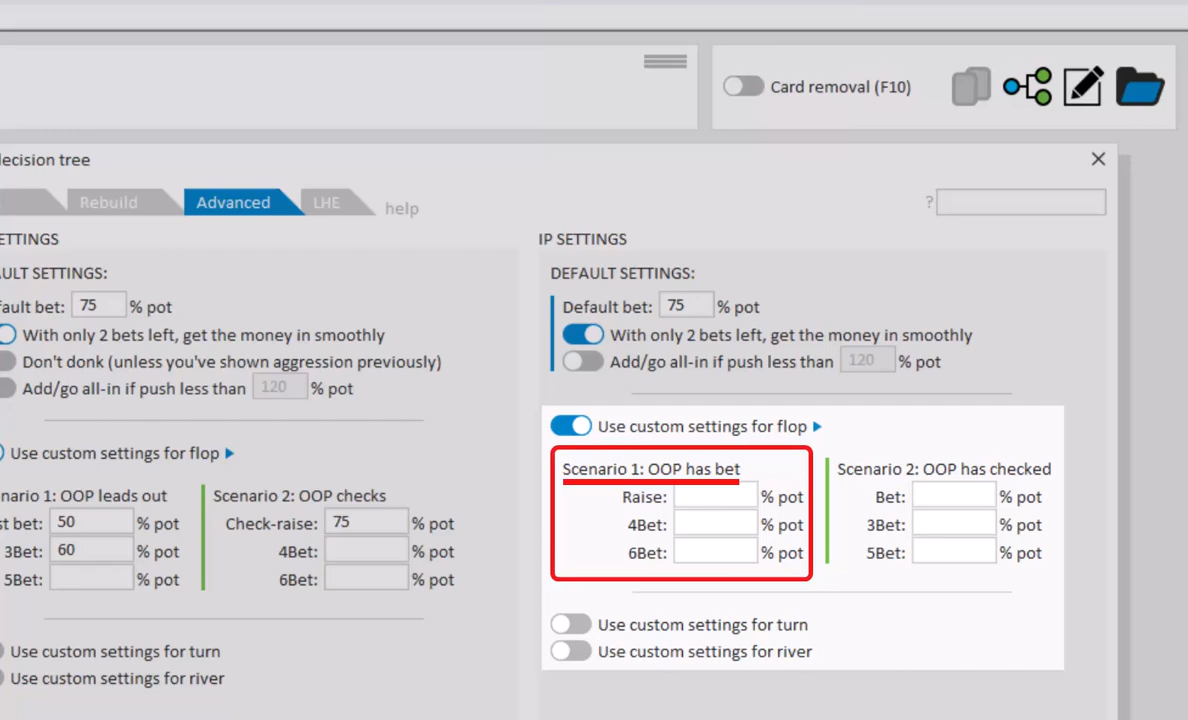 Card removal (F10)
decision tree
Rebuild
Advanced
LHE
help
?
SETTINGS
DEFAULT SETTINGS:
Default bet: 75 % pot
With only 2 bets left, get the money in smoothly
Don't donk (unless you've shown aggression previously)
Add/go all-in if push less than 120 % pot
Use custom settings for flop
Scenario 1: OOP leads out
bet: 50 % pot
3Bet: 60 % pot
5Bet: % pot
Scenario 2: OOP checks
Check-raise: 75 % pot
4Bet: % pot
6Bet: % pot
Use custom settings for turn
Use custom settings for river
IP SETTINGS
DEFAULT SETTINGS:
Default bet: 75 % pot
With only 2 bets left, get the money in smoothly
Add/go all-in if push less than 120 % pot
Use custom settings for flop
Scenario 1: OOP has bet
Raise: % pot
4Bet: % pot
6Bet: % pot
Scenario 2: OOP has checked
Bet: % pot
3Bet: % pot
5Bet: % pot
Use custom settings for turn
Use custom settings for river